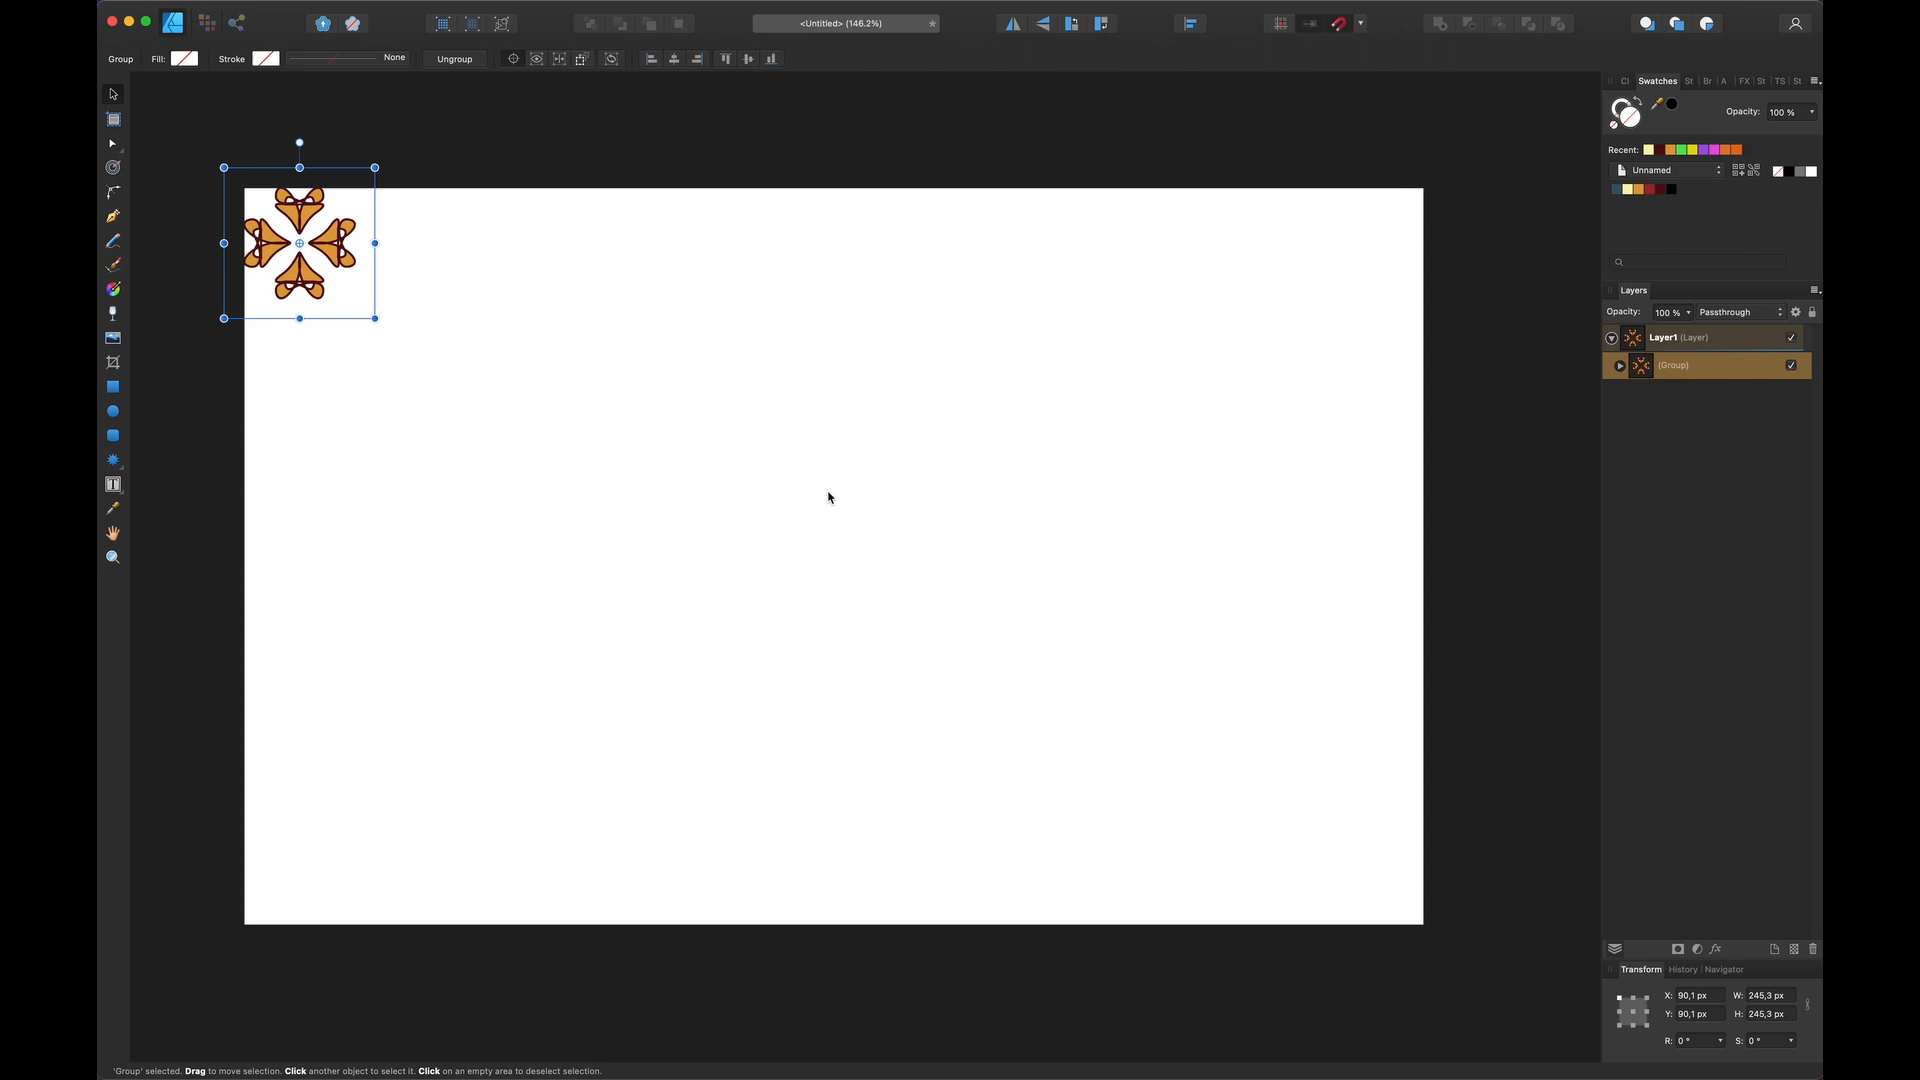 <Untitled> (146.2%)
*
Group Fill: Stroke None Ungroup
Cl Swatches St Br A FX St TS St
Opacity: 100 %
Recent:
Unnamed
Layers
Opacity: 100 % Passthrough
Layer1 (Layer)
(Group)
Transform History Navigator
X: 90,1 px W: 245,3 px
Y: 90,1 px H: 245,3 px
R: 0 ° S: 0 °
'Group' selected. Drag to move selection. Click another object to select it. Click on an empty area to deselect selection.